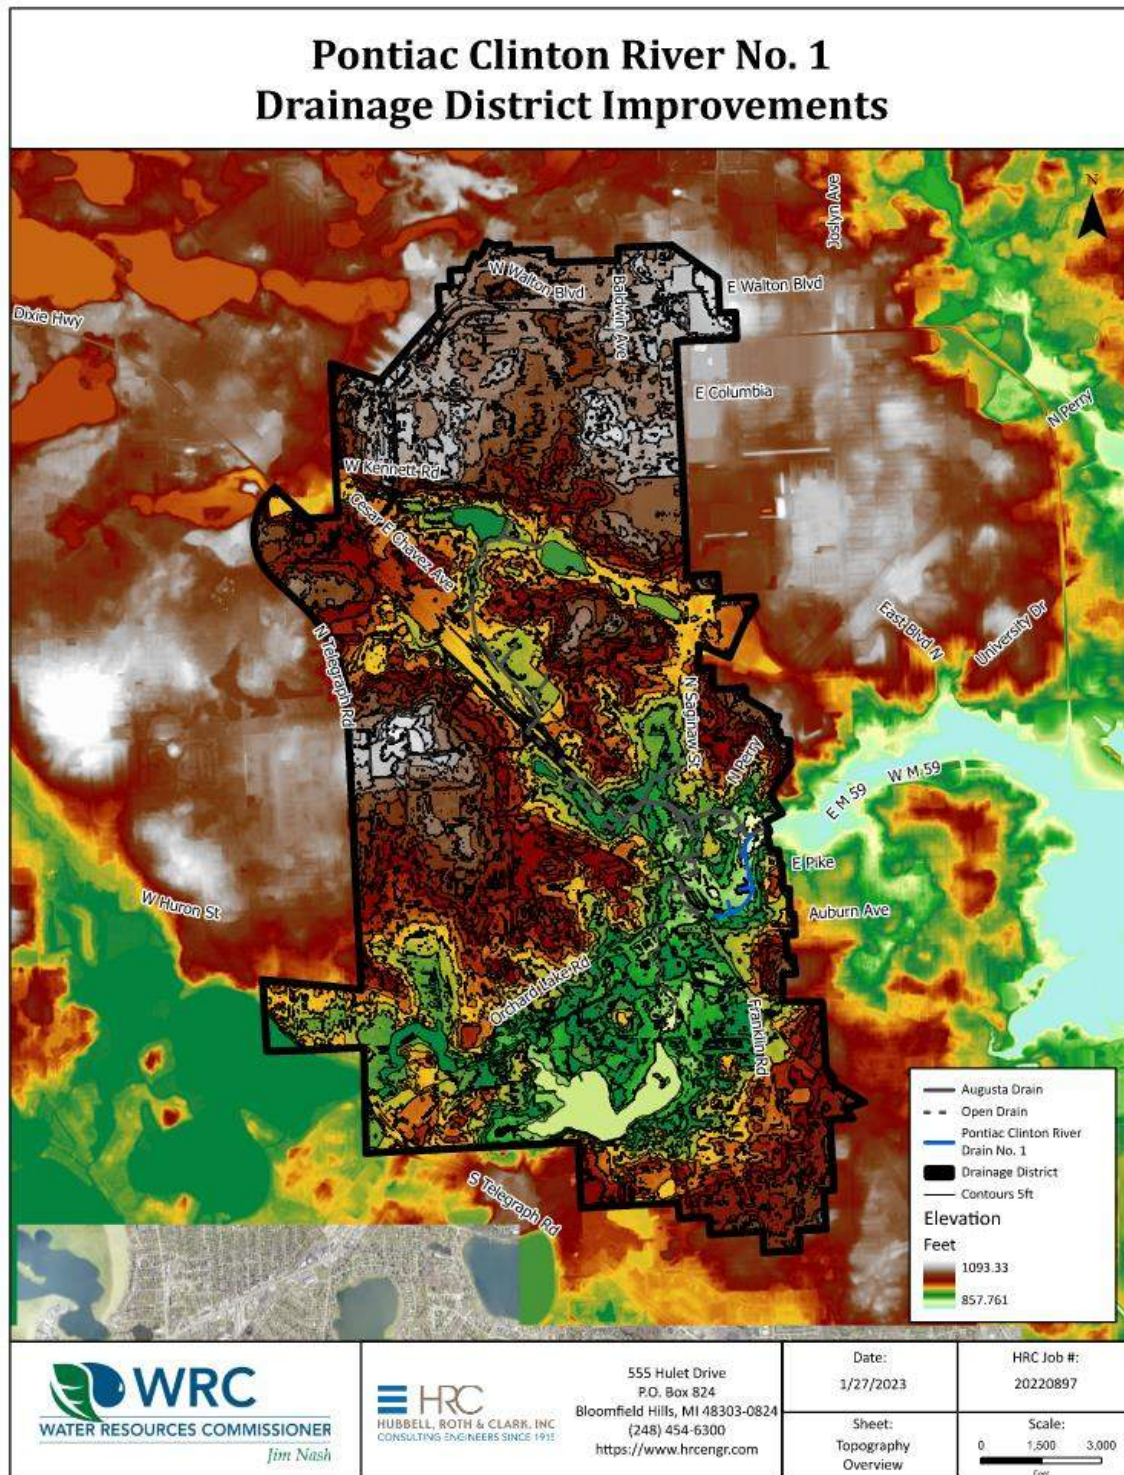 Pontiac Clinton River No. 1
Drainage District Improvements
Joslyn Ave
N
W Walton Blvd
Baldwin Ave
E Walton Blvd
Dixie Hwy
E Columbia
N Perry
W Kennett Rd
Cesar E Chavez Ave
East Blvd N
University Dr
N Telegraph Rd
N Saginaw St
N Perry
W M 59
E M 59
E Pike
W Huron St
Auburn Ave
Orchard Lake Rd
Franklin Rd
S Telegraph Rd
Augusta Drain
Open Drain
Pontiac Clinton River
Drain No. 1
Drainage District
Contours 5ft
Elevation
Feet
1093.33
857.761
WRC
WATER RESOURCES COMMISSIONER
Jim Nash
HRC
HUBBELL, ROTH & CLARK, INC
CONSULTING ENGINEERS SINCE 1915
555 Hulet Drive
P.O. Box 824
Bloomfield Hills, MI 48303-0824
(248) 454-6300
https://www.hrcengr.com
Date:
1/27/2023
HRC Job #:
20220897
Sheet:
Topography
Overview
Scale:
0 1,500 3,000
Feet